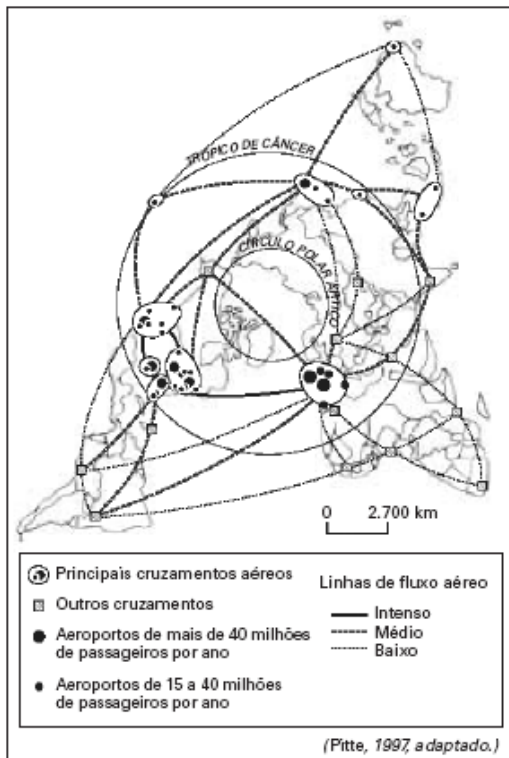 TRÓPICO DE CÂNCER
CÍRCULO POLAR ÁRTICO
0 2.700 km
Principais cruzamentos aéreos
Outros cruzamentos
Aeroportos de mais de 40 milhões
de passageiros por ano
Aeroportos de 15 a 40 milhões
de passageiros por ano
Linhas de fluxo aéreo
Intenso
Médio
Baixo
(Pitte, 1997, adaptado.)